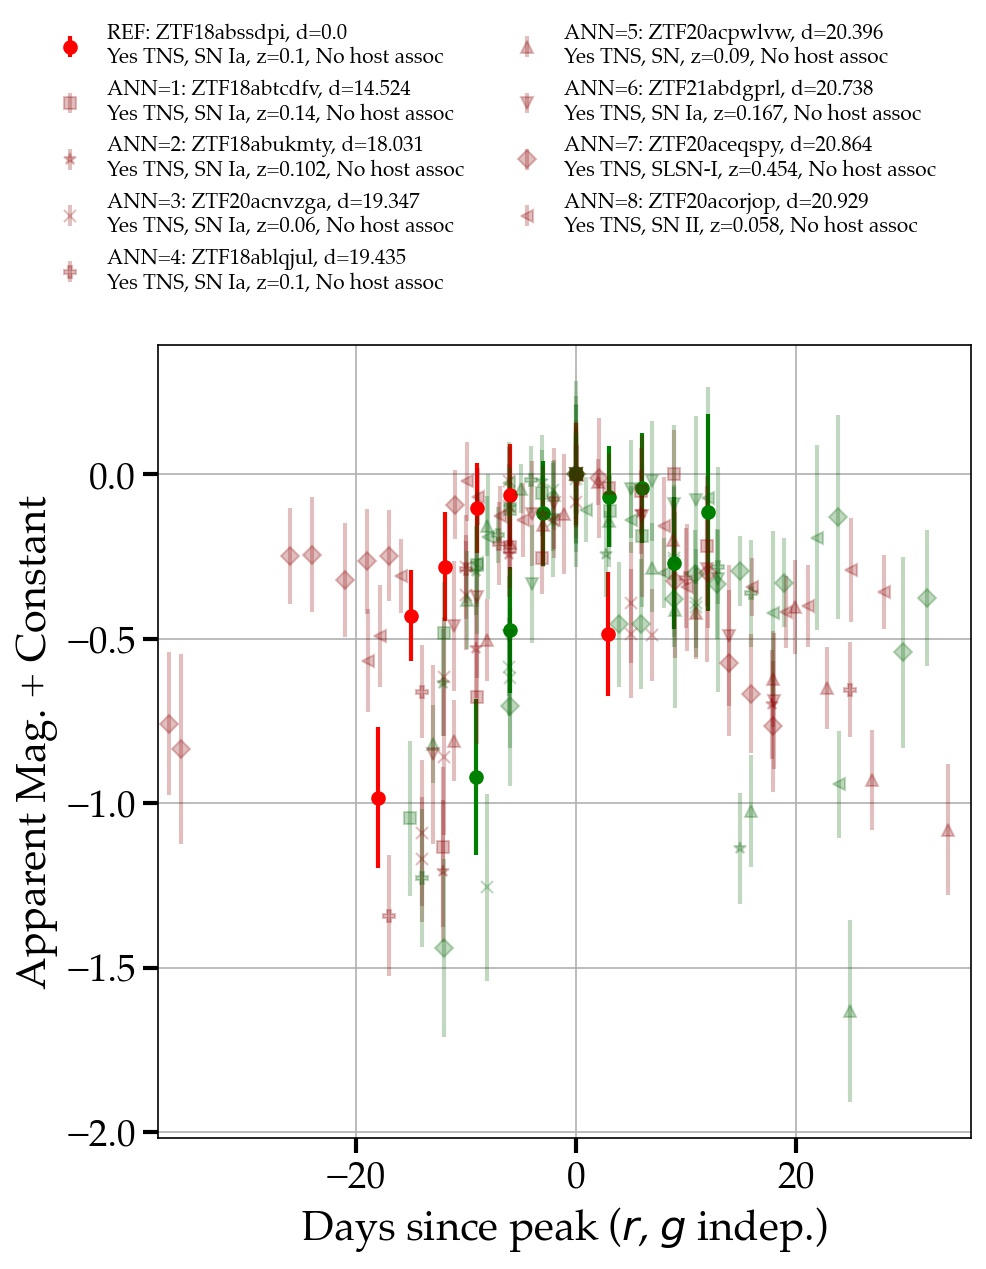 REF: ZTF18abssdpi, d=0.0
Yes TNS, SN Ia, z=0.1, No host assoc
ANN=1: ZTF18abtcdfv, d=14.524
Yes TNS, SN Ia, z=0.14, No host assoc
ANN=2: ZTF18abukmty, d=18.031
Yes TNS, SN Ia, z=0.102, No host assoc
ANN=3: ZTF20acnvzga, d=19.347
Yes TNS, SN Ia, z=0.06, No host assoc
ANN=4: ZTF18ablqjul, d=19.435
Yes TNS, SN Ia, z=0.1, No host assoc
ANN=5: ZTF20acpwlvw, d=20.396
Yes TNS, SN, z=0.09, No host assoc
ANN=6: ZTF21abdgprl, d=20.738
Yes TNS, SN Ia, z=0.167, No host assoc
ANN=7: ZTF20aceqspy, d=20.864
Yes TNS, SLSN-I, z=0.454, No host assoc
ANN=8: ZTF20acorjop, d=20.929
Yes TNS, SN II, z=0.058, No host assoc
Apparent Mag. + Constant
0.0
−0.5
−1.0
−1.5
−2.0
−20
0
20
Days since peak (r, g indep.)